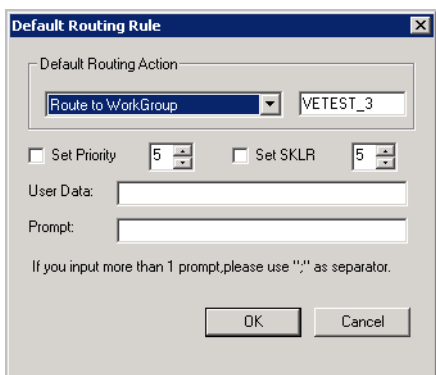 Default Routing Rule
Default Routing Action
Route to WorkGroup VETEST_3
Set Priority 5 Set SKLR 5
User Data:
Prompt:
If you input more than 1 prompt,please use ";" as separator.
OK Cancel